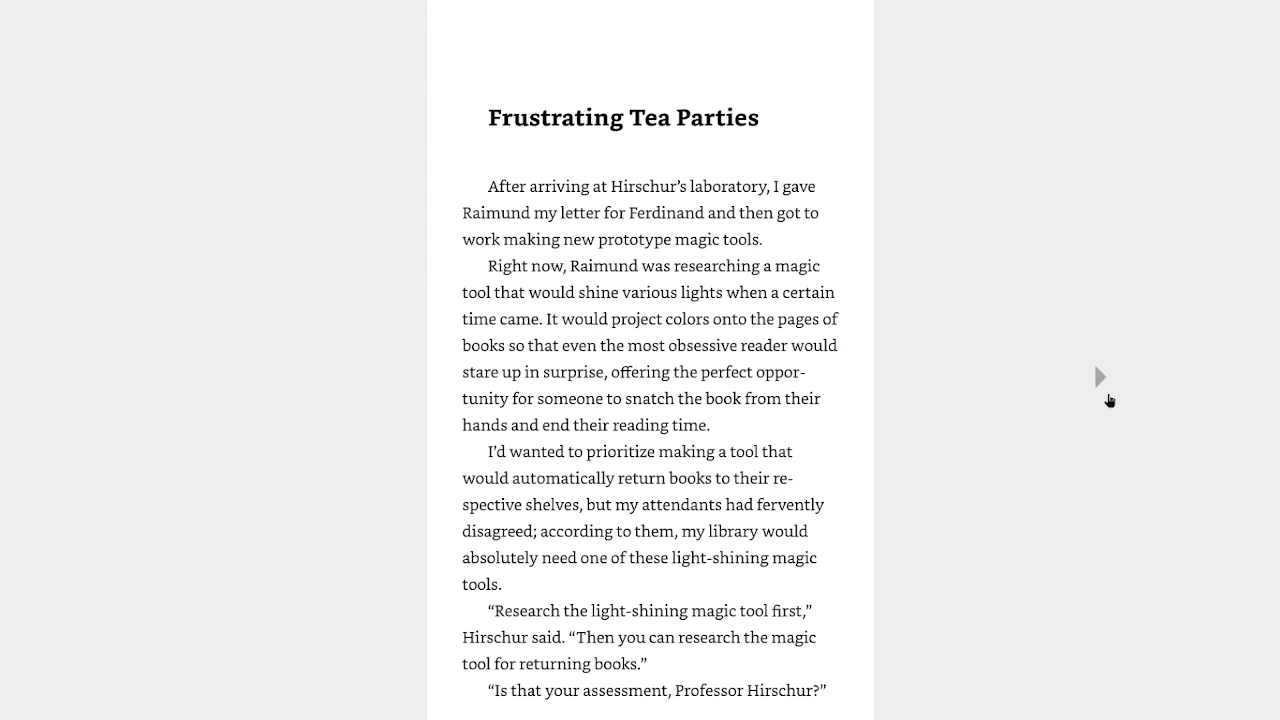 Frustrating Tea Parties
After arriving at Hirschur’s laboratory, I gave
Raimund my letter for Ferdinand and then got to
work making new prototype magic tools.
Right now, Raimund was researching a magic
tool that would shine various lights when a certain
time came. It would project colors onto the pages of
books so that even the most obsessive reader would
stare up in surprise, offering the perfect oppor-
tunity for someone to snatch the book from their
hands and end their reading time.
I’d wanted to prioritize making a tool that
would automatically return books to their re-
spective shelves, but my attendants had fervently
disagreed; according to them, my library would
absolutely need one of these light-shining magic
tools.
“Research the light-shining magic tool first,”
Hirschur said. “Then you can research the magic
tool for returning books.”
“Is that your assessment, Professor Hirschur?”